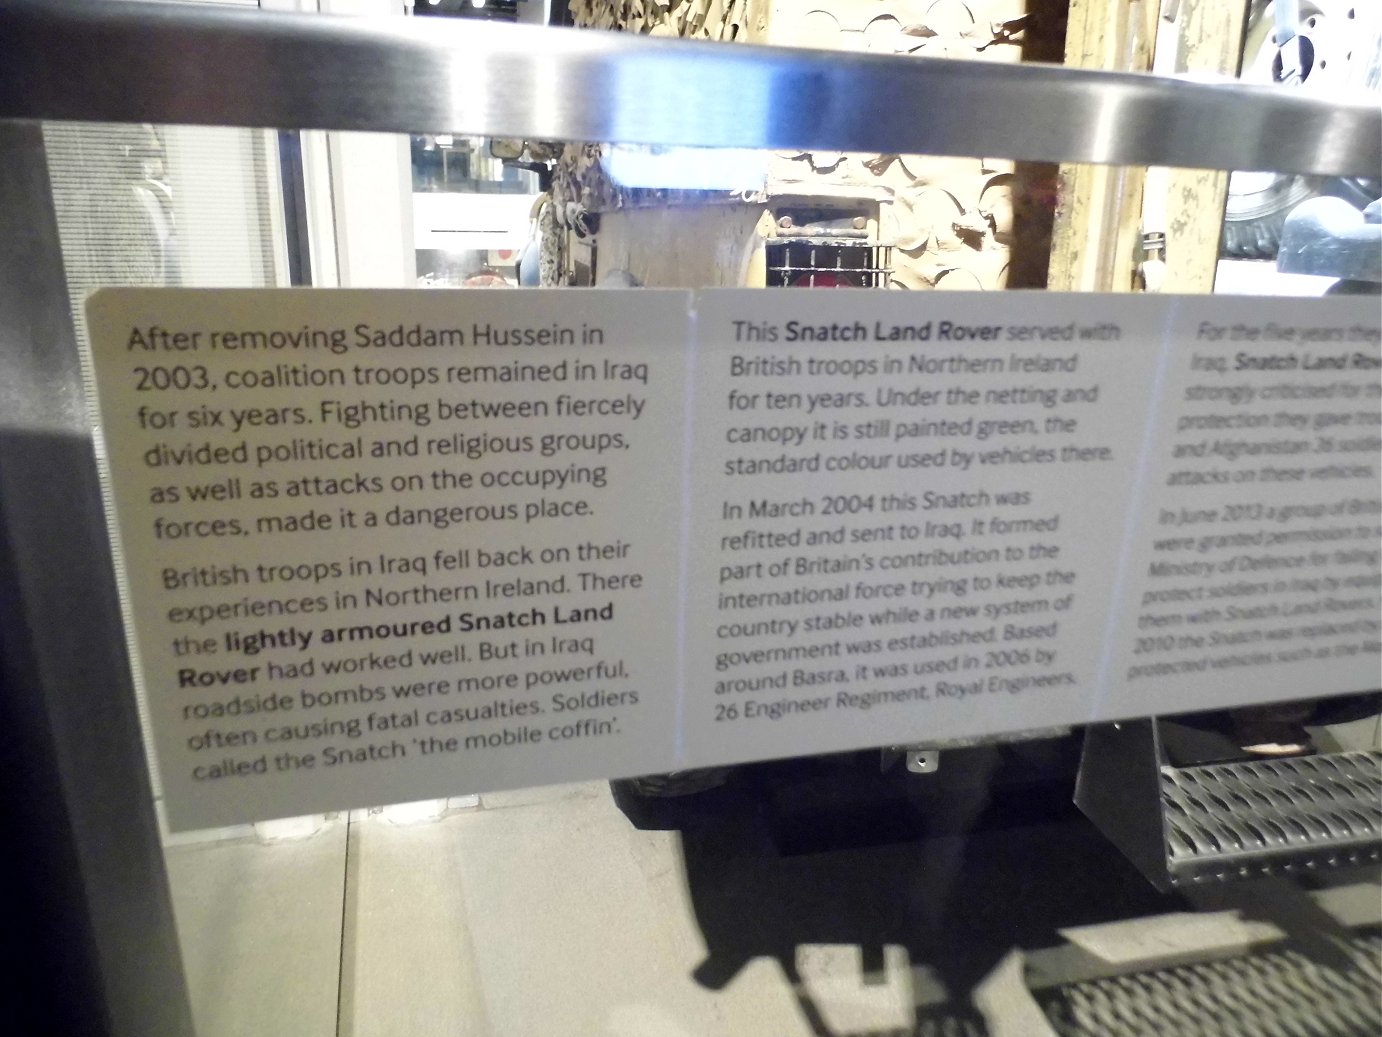 After removing Saddam Hussein in
2003, coalition troops remained in Iraq
for six years. Fighting between fiercely
divided political and religious groups,
as well as attacks on the occupying
forces, made it a dangerous place.
British troops in Iraq fell back on their
experiences in Northern Ireland. There
the lightly armoured Snatch Land
Rover had worked well. But in Iraq
roadside bombs were more powerful,
often causing fatal casualties. Soldiers
called the Snatch 'the mobile coffin'.
This Snatch Land Rover served with
British troops in Northern Ireland
for ten years. Under the netting and
canopy it is still painted green, the
standard colour used by vehicles there.
In March 2004 this Snatch was
refitted and sent to Iraq. It formed
part of Britain's contribution to the
international force trying to keep the
country stable while a new system of
government was established. Based
around Basra, it was used in 2006 by
26 Engineer Regiment, Royal Engineers.
For the five years they
Iraq, Snatch Land
strongly criticised for
protection they gave
and Afghanistan 36
attacks on these vehicles.
In June 2013 a group of
were granted permission to
Ministry of Defence for failing
protect soldiers in Iraq by
them with Snatch Land Rovers.
2010 the Snatch was replaced by
protected vehicles such as the